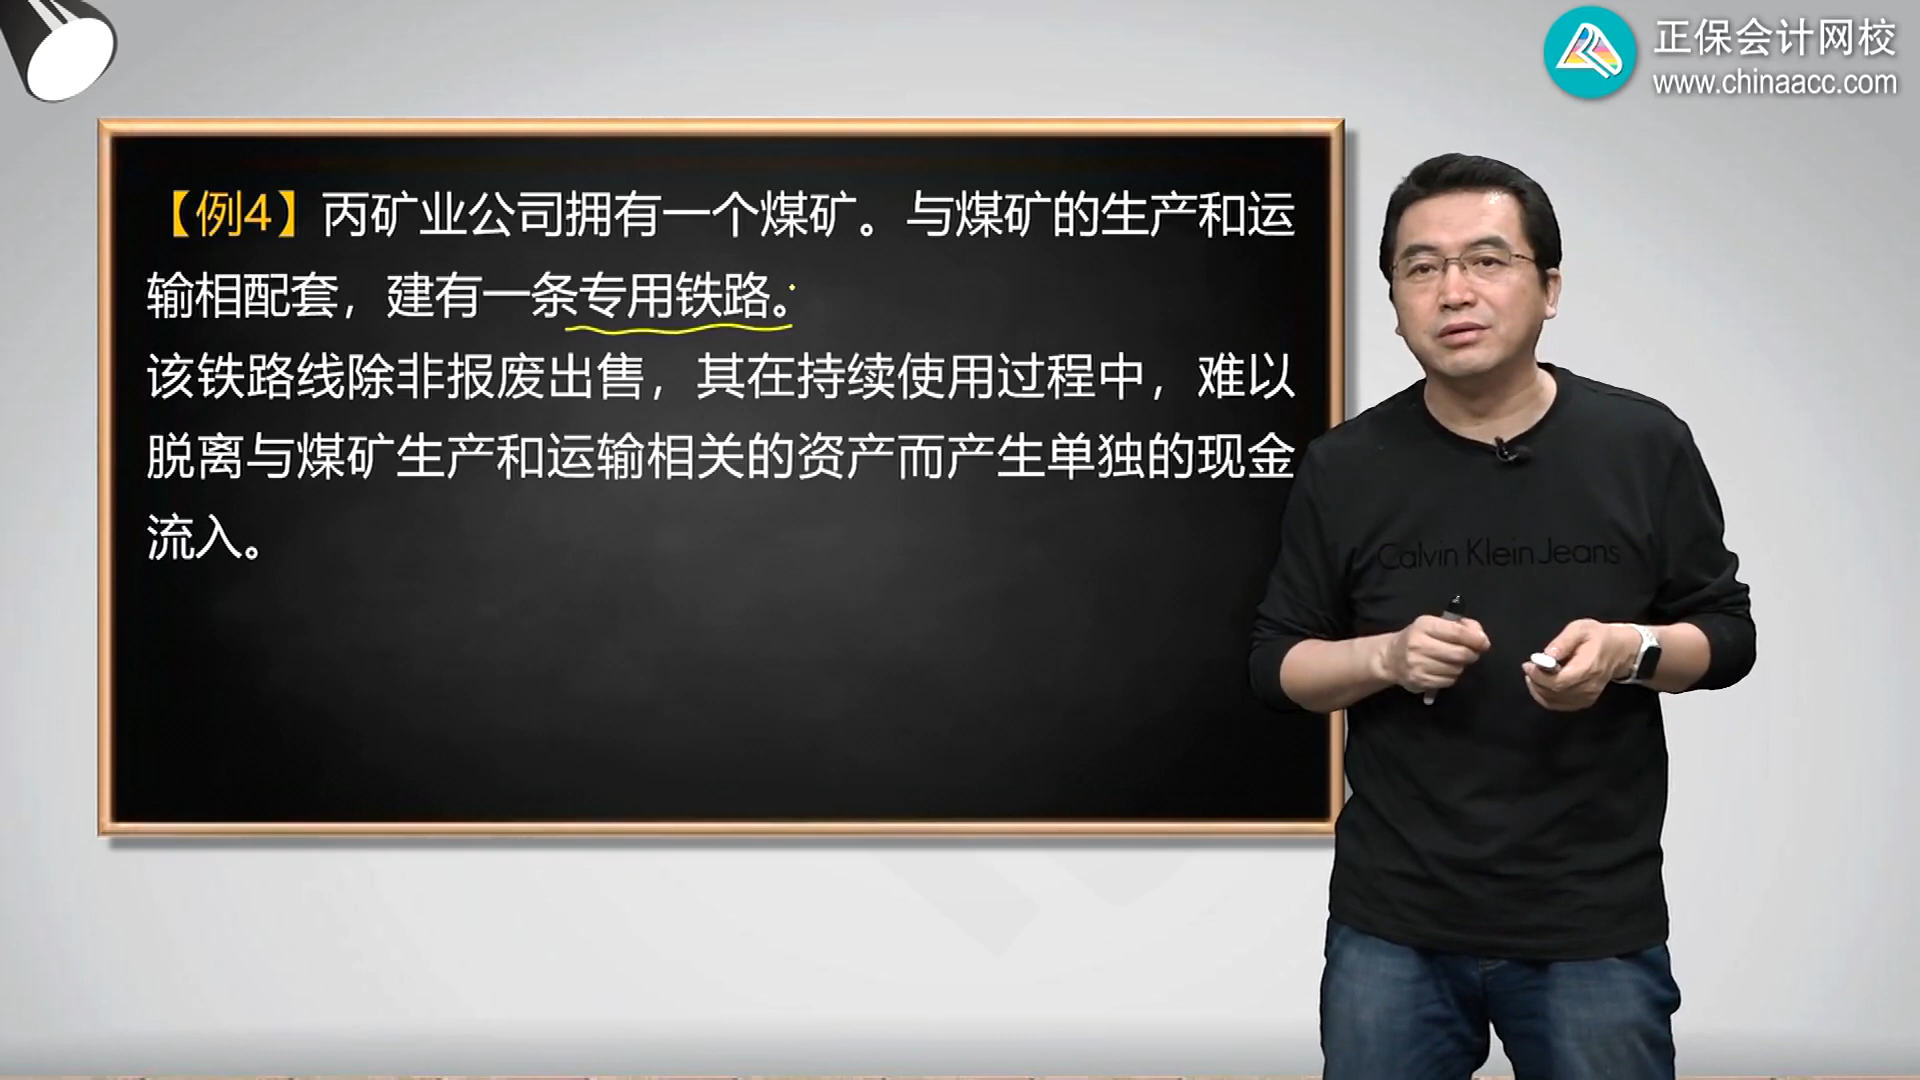 正保会计网校
www.chinaacc.com
【例4】丙矿业公司拥有一个煤矿。与煤矿的生产和运
输相配套，建有一条专用铁路。
该铁路线除非报废出售，其在持续使用过程中，难以
脱离与煤矿生产和运输相关的资产而产生单独的现金
流入。
Calvin Klein Jeans